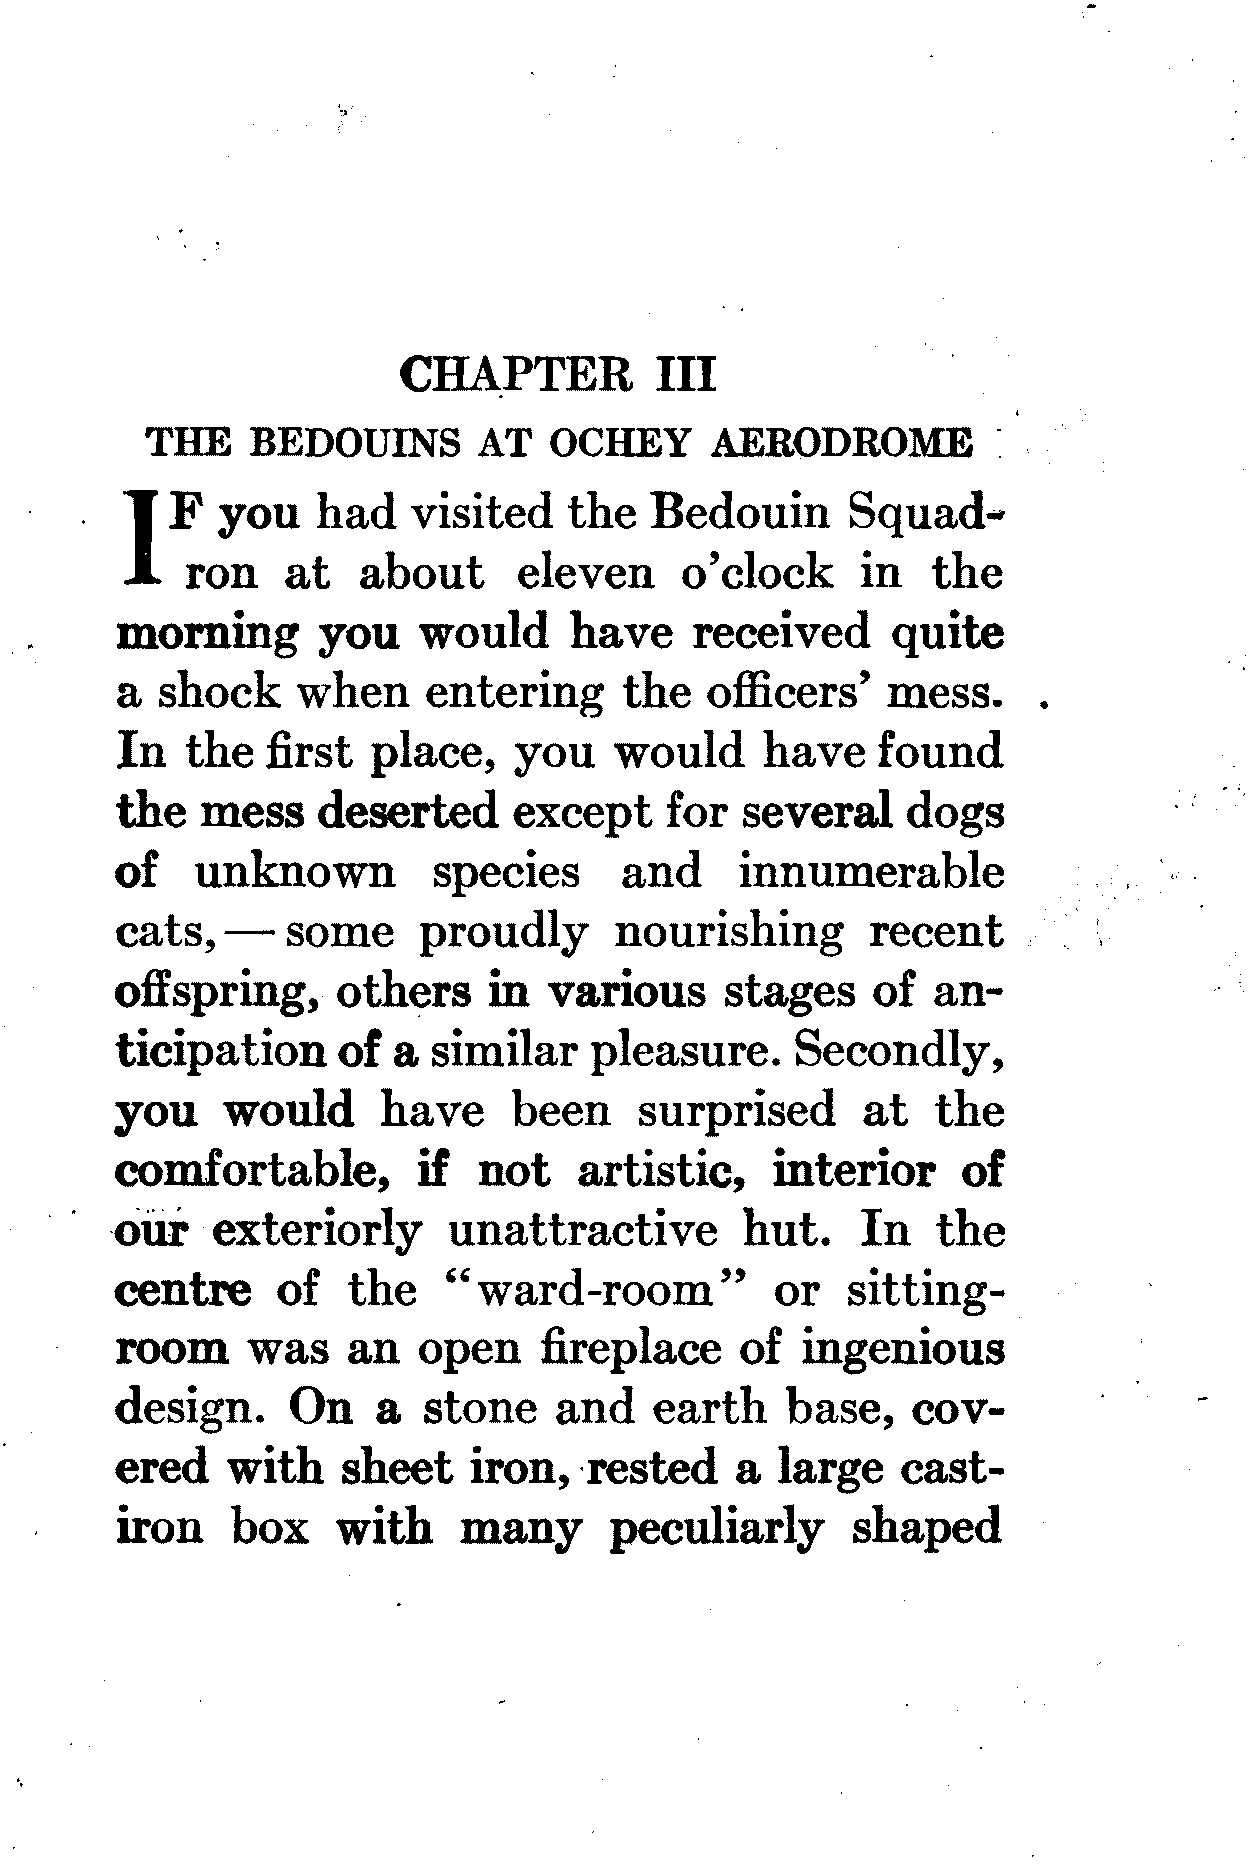 CHAPTER III
THE BEDOUINS AT OCHEY AERODROME
IF you had visited the Bedouin Squad-
ron at about eleven o'clock in the
morning you would have received quite
a shock when entering the officers' mess.
In the first place, you would have found
the mess deserted except for several dogs
of unknown species and innumerable
cats,— some proudly nourishing recent
offspring, others in various stages of an-
ticipation of a similar pleasure. Secondly,
you would have been surprised at the
comfortable, if not artistic, interior of
our exteriorly unattractive hut. In the
centre of the "ward-room" or sitting-
room was an open fireplace of ingenious
design. On a stone and earth base, cov-
ered with sheet iron, rested a large cast-
iron box with many peculiarly shaped